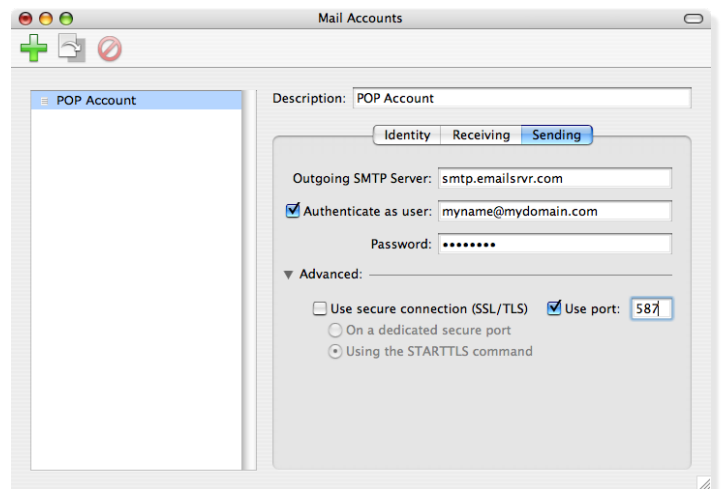 Mail Accounts
POP Account
Description: POP Account
Identity Receiving Sending
Outgoing SMTP Server: smtp.emailsrvr.com
Authenticate as user: myname@mydomain.com
Password: ••••••••
Advanced:
Use secure connection (SSL/TLS) Use port: 587
On a dedicated secure port
Using the STARTTLS command